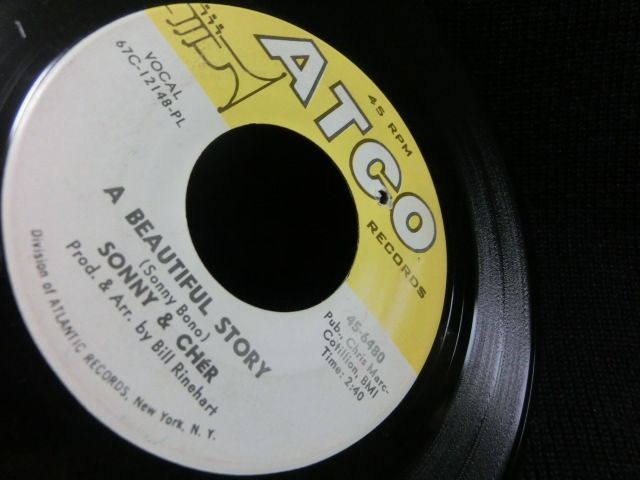 ATCO
45 RPM
RECORDS
VOCAL
67C-12148-PL
45-6480
Pub., Chris Marc-
Cotillion, BMI
Time: 2:40
A BEAUTIFUL STORY
(Sonny Bono)
SONNY & CHER
Prod. & Arr. by Bill Rinehart
Division of ATLANTIC RECORDS, New York, N. Y.